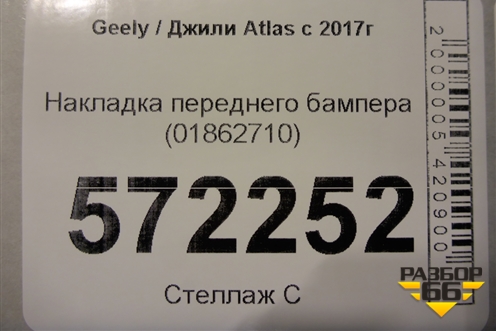 Geely / Джили Atlas с 2017г
Накладка переднего бампера
(01862710)
572252
Стеллаж С
2000005420900
РАЗБОР
66